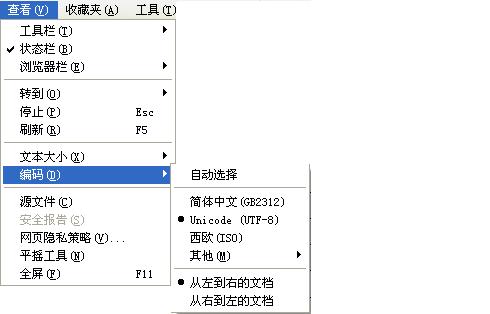 查看(V) 收藏夹(A) 工具(T)
工具栏(T)
状态栏(B)
浏览器栏(E)
转到(O)
停止(P) Esc
刷新(R) F5
文本大小(X)
编码(D)
源文件(C)
安全报告(S)
网页隐私策略(V)...
平摇工具(N)
全屏(F) F11
自动选择
简体中文(GB2312)
Unicode (UTF-8)
西欧(ISO)
其他(M)
从左到右的文档
从右到左的文档